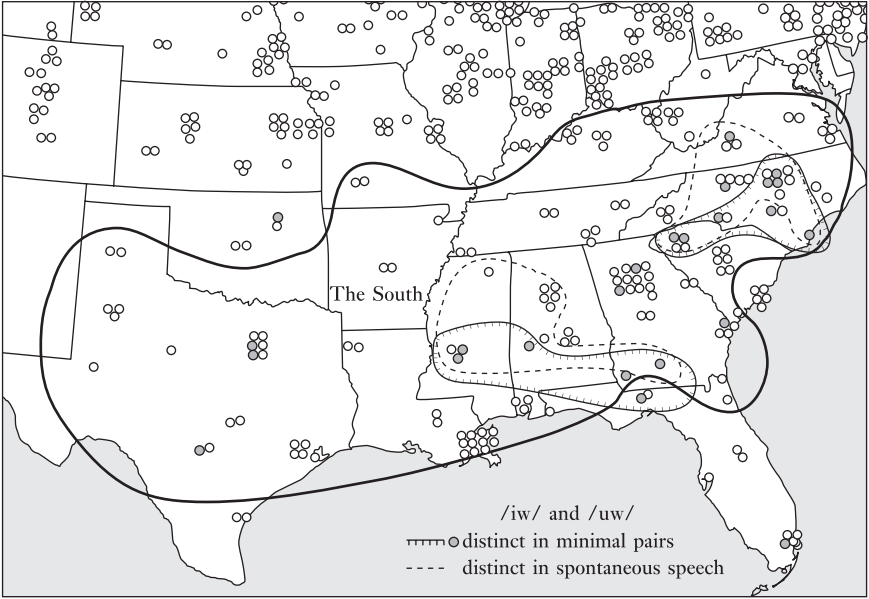 The South
/iw/ and /uw/
distinct in minimal pairs
distinct in spontaneous speech